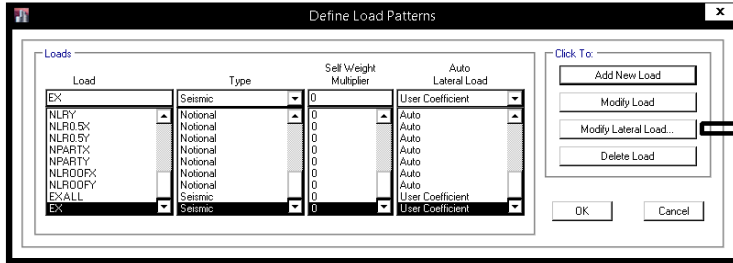 Define Load Patterns
x
Loads
Click To:
Load Type Self Weight Multiplier Auto Lateral Load
EX Seismic 0 User Coefficient
NLRY Notional 0 Auto
NLR0.5X Notional 0 Auto
NLR0.5Y Notional 0 Auto
NPARTX Notional 0 Auto
NPARTY Notional 0 Auto
NLROOFX Notional 0 Auto
NLROOFY Notional 0 Auto
EXALL Seismic 0 User Coefficient
EX Seismic 0 User Coefficient
Add New Load
Modify Load
Modify Lateral Load...
Delete Load
OK Cancel